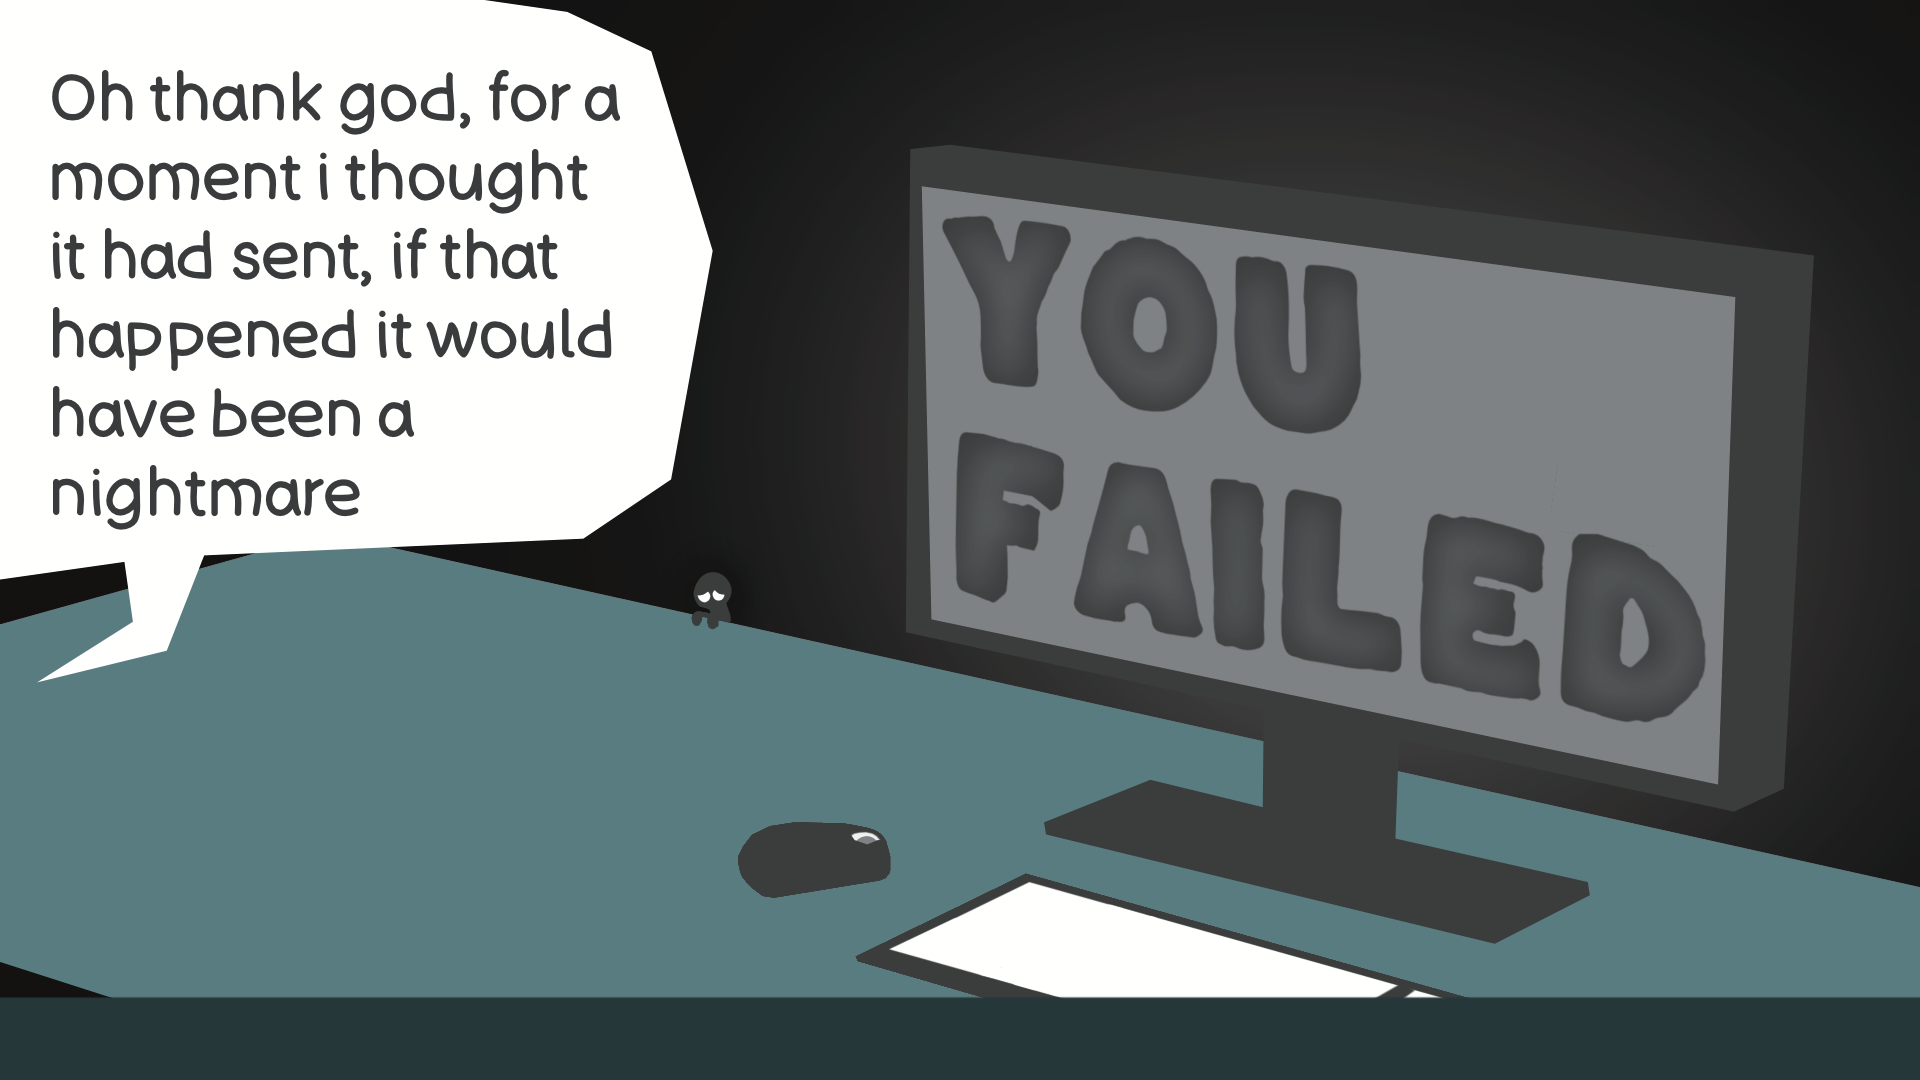 Oh thank god, for a
moment i thought
it had sent, if that
happened it would
have been a
nightmare
YOU
FAILED